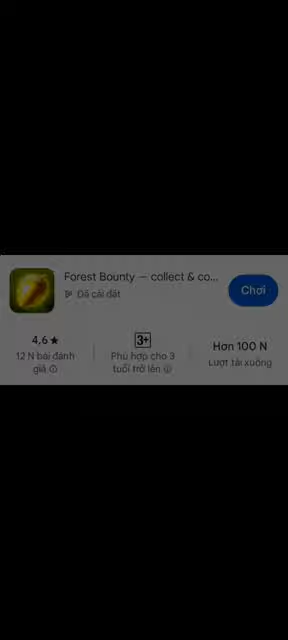 Forest Bounty — collect & co...
Đã cài đặt
Chơi
4,6★
12 N bài đánh
giá ⓘ
3+
Phù hợp cho 3
tuổi trở lên ⓘ
Hơn 100 N
Lượt tải xuống